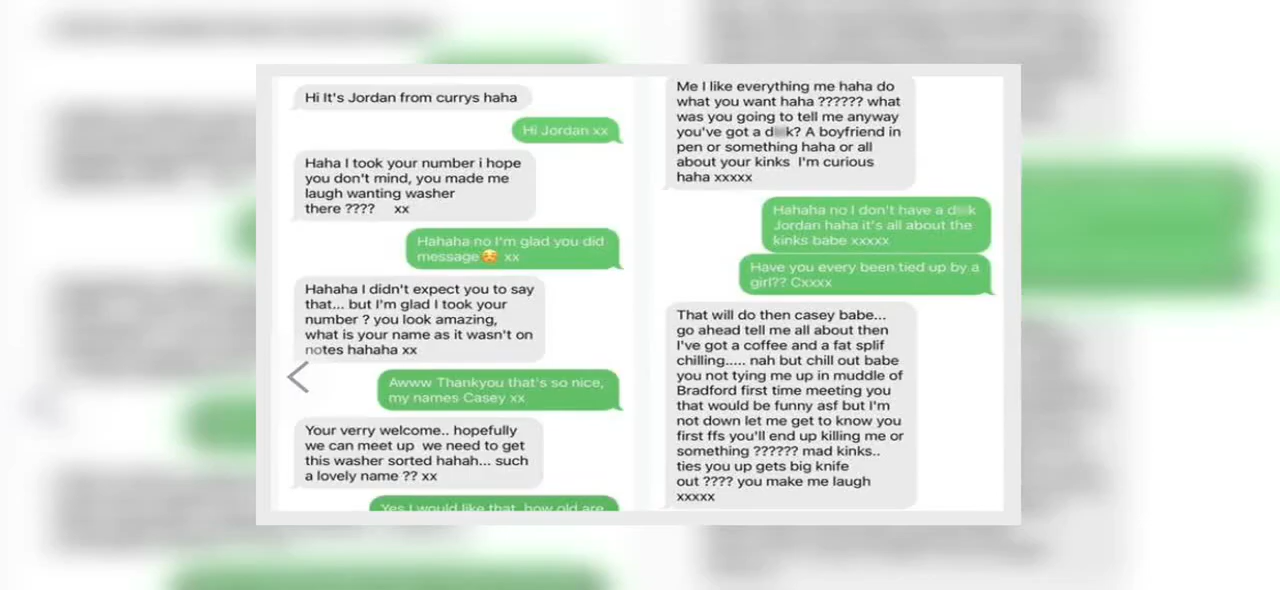 Hi It's Jordan from currys haha
Hi Jordan xx
Haha I took your number i hope
you don't mind, you made me
laugh wanting washer
there ???? xx
Hahaha no I'm glad you did
message🥰 xx
Hahaha I didn't expect you to say
that... but I'm glad I took your
number ? you look amazing,
what is your name as it wasn't on
notes hahaha xx
Awww Thankyou that's so nice,
my names Casey xx
Your verry welcome.. hopefully
we can meet up we need to get
this washer sorted hahah... such
a lovely name ?? xx
Yes I would like that, how old are
Me I like everything me haha do
what you want haha ?????? what
was you going to tell me anyway
you've got a d k? A boyfriend in
pen or something haha or all
about your kinks I'm curious
haha xxxxx
Hahaha no I don't have a d k
Jordan haha it's all about the
kinks babe xxxxx
Have you every been tied up by a
girl?? Cxxxx
That will do then casey babe...
go ahead tell me all about then
I've got a coffee and a fat splif
chilling..... nah but chill out babe
you not tying me up in muddle of
Bradford first time meeting you
that would be funny asf but I'm
not down let me get to know you
first ffs you'll end up killing me or
something ?????? mad kinks..
ties you up gets big knife
out ???? you make me laugh
xxxxx